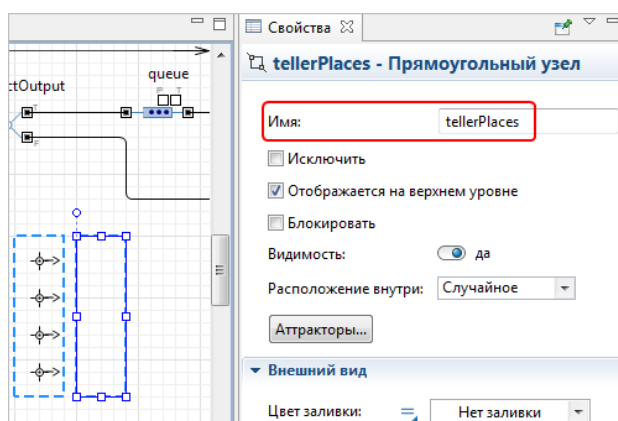 Свойства
tellerPlaces - Прямоугольный узел
Имя: tellerPlaces
Исключить
Отображается на верхнем уровне
Блокировать
Видимость: да
Расположение внутри: Случайное
Аттракторы...
Внешний вид
Цвет заливки: Нет заливки
ctOutput
queue
P T
T
F